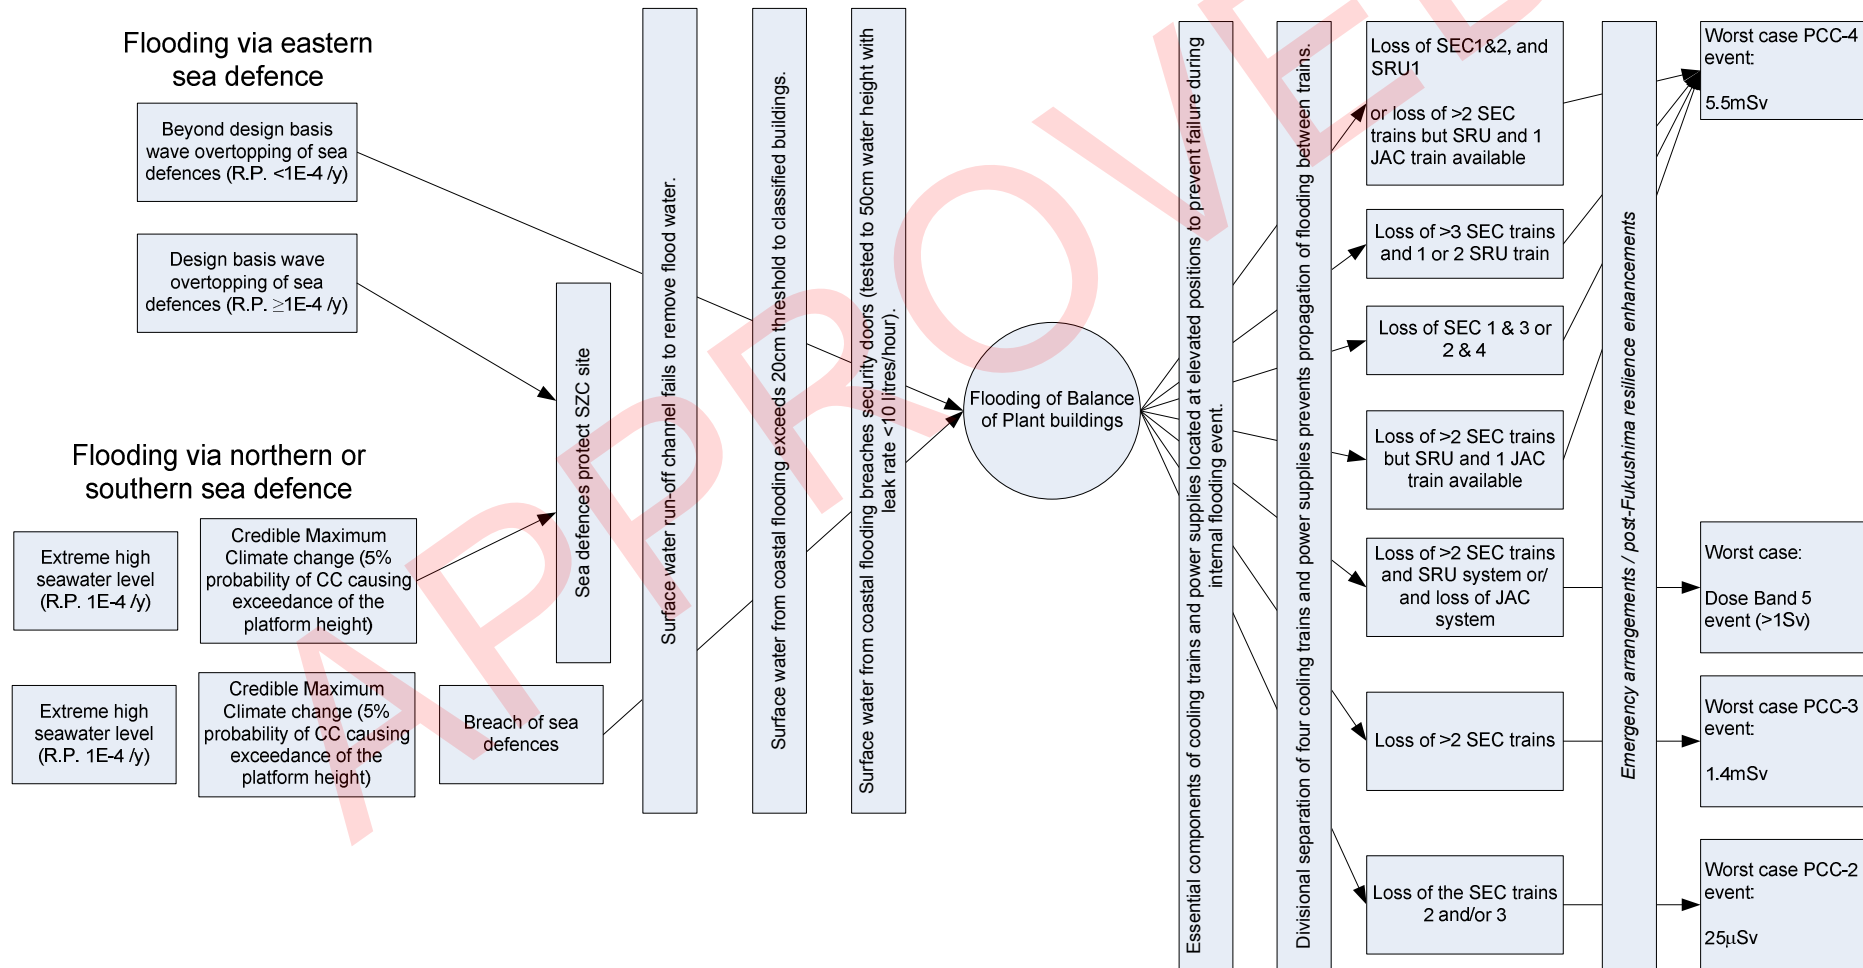 Flooding via eastern
sea defence
Beyond design basis
wave overtopping of sea
defences (R.P. <1E-4 /y)
Design basis wave
overtopping of sea
defences (R.P. ≥1E-4 /y)
Flooding via northern or
southern sea defence
Extreme high
seawater level
(R.P. 1E-4 /y)
Credible Maximum
Climate change (5%
probability of CC causing
exceedance of the
platform height)
Extreme high
seawater level
(R.P. 1E-4 /y)
Credible Maximum
Climate change (5%
probability of CC causing
exceedance of the
platform height)
Breach of sea
defences
Sea defences protect SZC site
Surface water run-off channel fails to remove flood water.
Surface water from coastal flooding exceeds 20cm threshold to classified buildings.
Surface water from coastal flooding breaches security doors (tested to 50cm water height with
leak rate <10 litres/hour).
Flooding of Balance
of Plant buildings
Essential components of cooling trains and power supplies located at elevated positions to prevent failure during
internal flooding event.
Divisional separation of four cooling trains and power supplies prevents propagation of flooding between trains.
Loss of SEC1&2, and
SRU1
or loss of >2 SEC
trains but SRU and 1
JAC train available
Loss of >3 SEC trains
and 1 or 2 SRU train
Loss of SEC 1 & 3 or
2 & 4
Loss of >2 SEC trains
but SRU and 1 JAC
train available
Loss of >2 SEC trains
and SRU system or/
and loss of JAC
system
Loss of >2 SEC trains
Loss of the SEC trains
2 and/or 3
Emergency arrangements / post-Fukushima resilience enhancements
Worst case PCC-4
event:
5.5mSv
Worst case:
Dose Band 5
event (>1Sv)
Worst case PCC-3
event:
1.4mSv
Worst case PCC-2
event:
25μSv
APPROVED